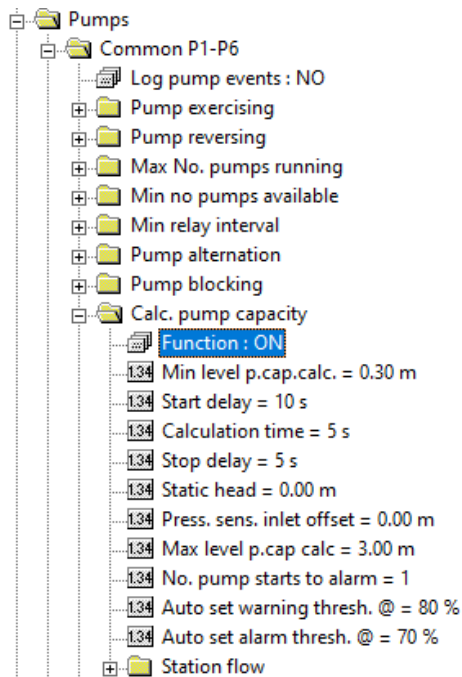 Pumps
Common P1-P6
Log pump events : NO
Pump exercising
Pump reversing
Max No. pumps running
Min no pumps available
Min relay interval
Pump alternation
Pump blocking
Calc. pump capacity
Function : ON
1.34 Min level p.cap.calc. = 0.30 m
1.34 Start delay = 10 s
1.34 Calculation time = 5 s
1.34 Stop delay = 5 s
1.34 Static head = 0.00 m
1.34 Press. sens. inlet offset = 0.00 m
1.34 Max level p.cap calc = 3.00 m
1.34 No. pump starts to alarm = 1
1.34 Auto set warning thresh. @ = 80 %
1.34 Auto set alarm thresh. @ = 70 %
Station flow